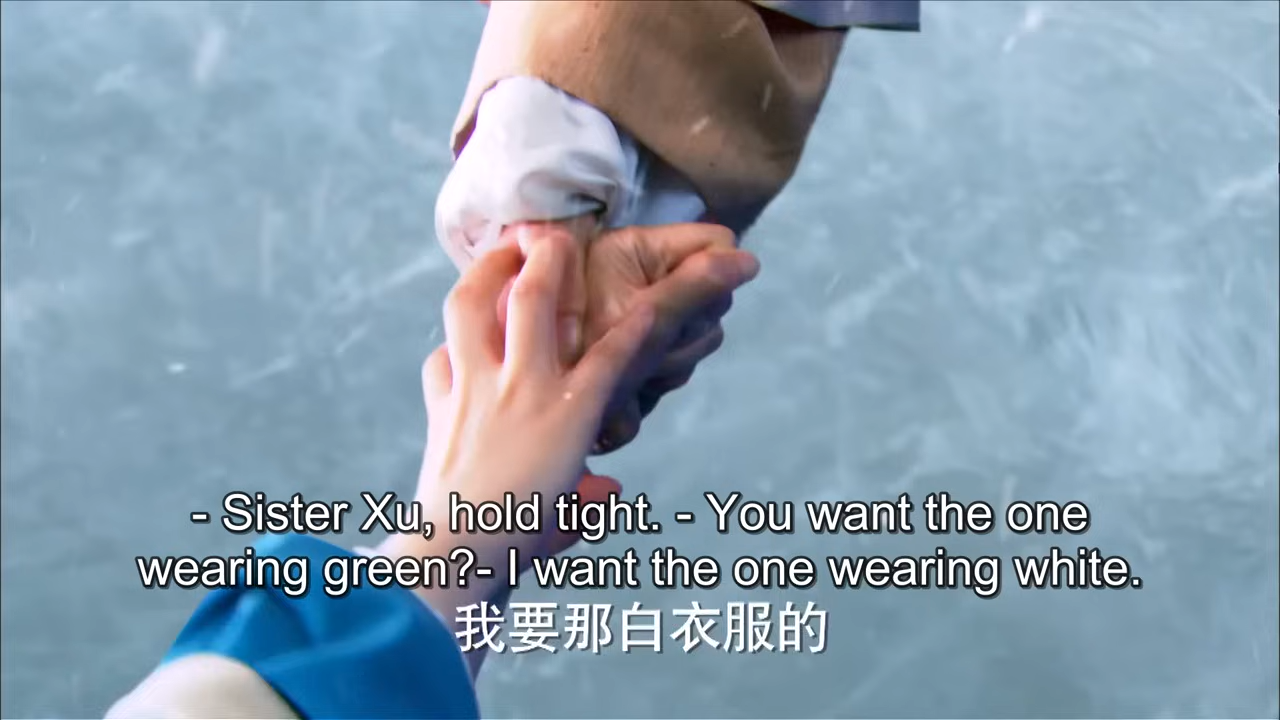 - Sister Xu, hold tight. - You want the one
wearing green?- I want the one wearing white.
我要那白衣服的